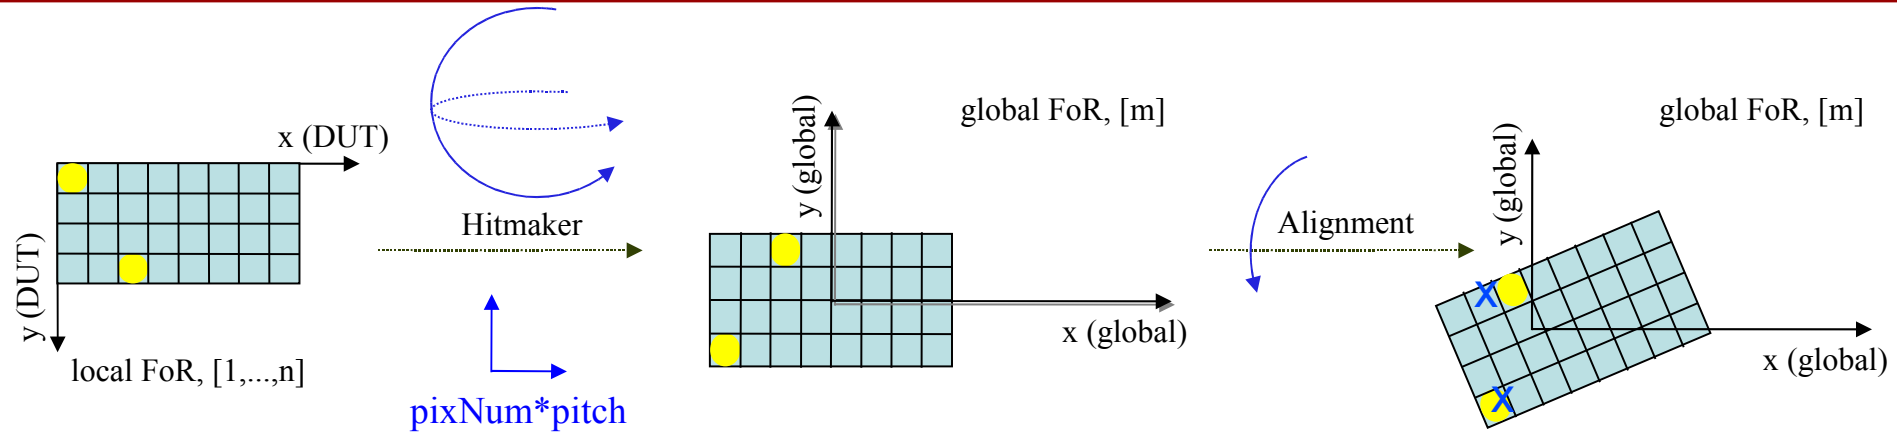 x (DUT)
y (DUT)
local FoR, [1,...,n]
Hitmaker
pixNum*pitch
y (global)
global FoR, [m]
x (global)
Alignment
global FoR, [m]
y (global)
X
X
x (global)